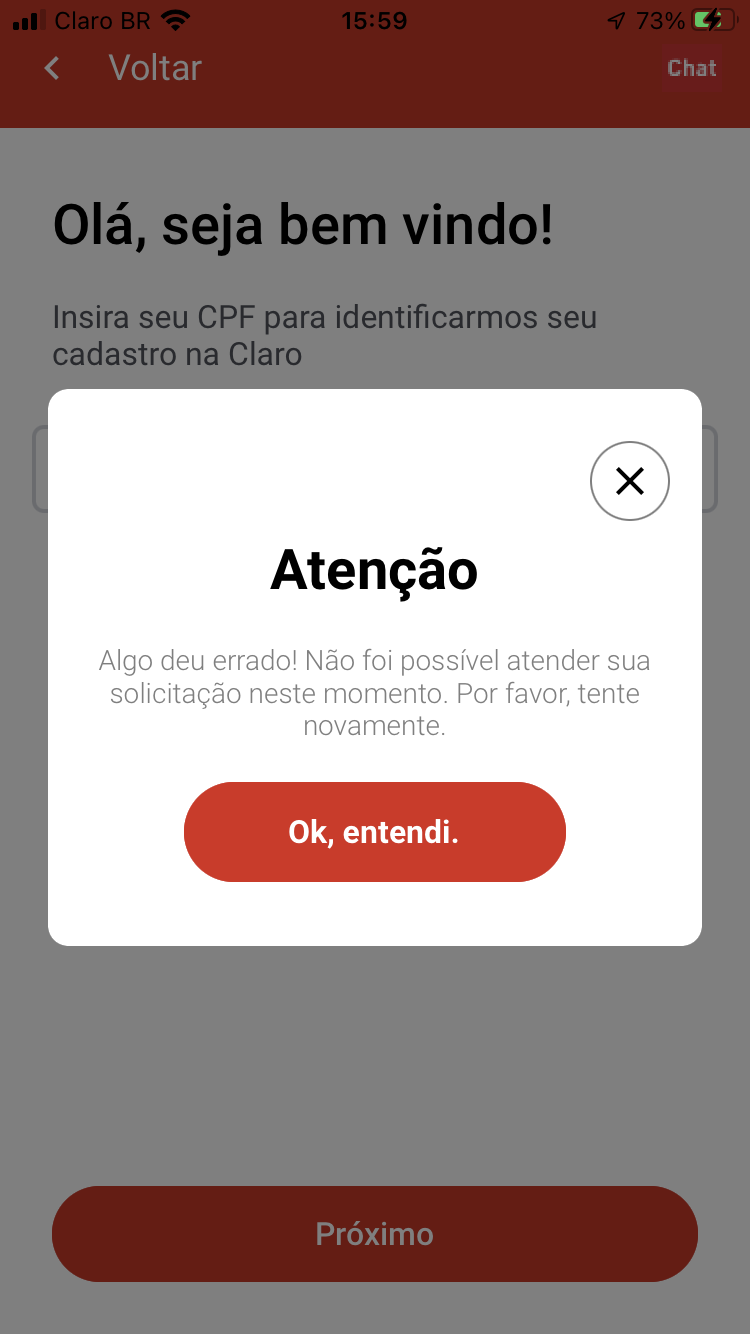 Claro BR 15:59 73%
Voltar Chat
Olá, seja bem vindo!
Insira seu CPF para identificarmos seu
cadastro na Claro
Atenção
Algo deu errado! Não foi possível atender sua
solicitação neste momento. Por favor, tente
novamente.
Ok, entendi.
Próximo